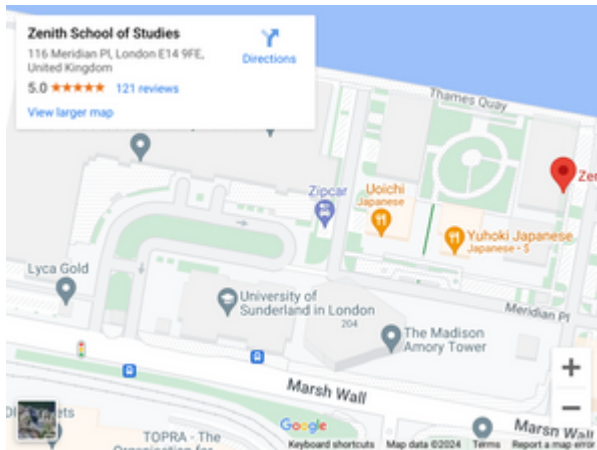 Zenith School of Studies
116 Meridian Pl, London E14 9FE,
United Kingdom
Directions
5.0 ★★★★★ 121 reviews
View larger map
Thames Quay
Zipcar
Uoichi
Japanese
Yuhoki Japanese
Japanese • $
Lyca Gold
University of
Sunderland in London
204
Meridian Pl
The Madison
Amory Tower
Marsh Wall
Marsh Wall
TOPRA - The
Google
Keyboard shortcuts
Map data ©2024
Terms
Report a map error